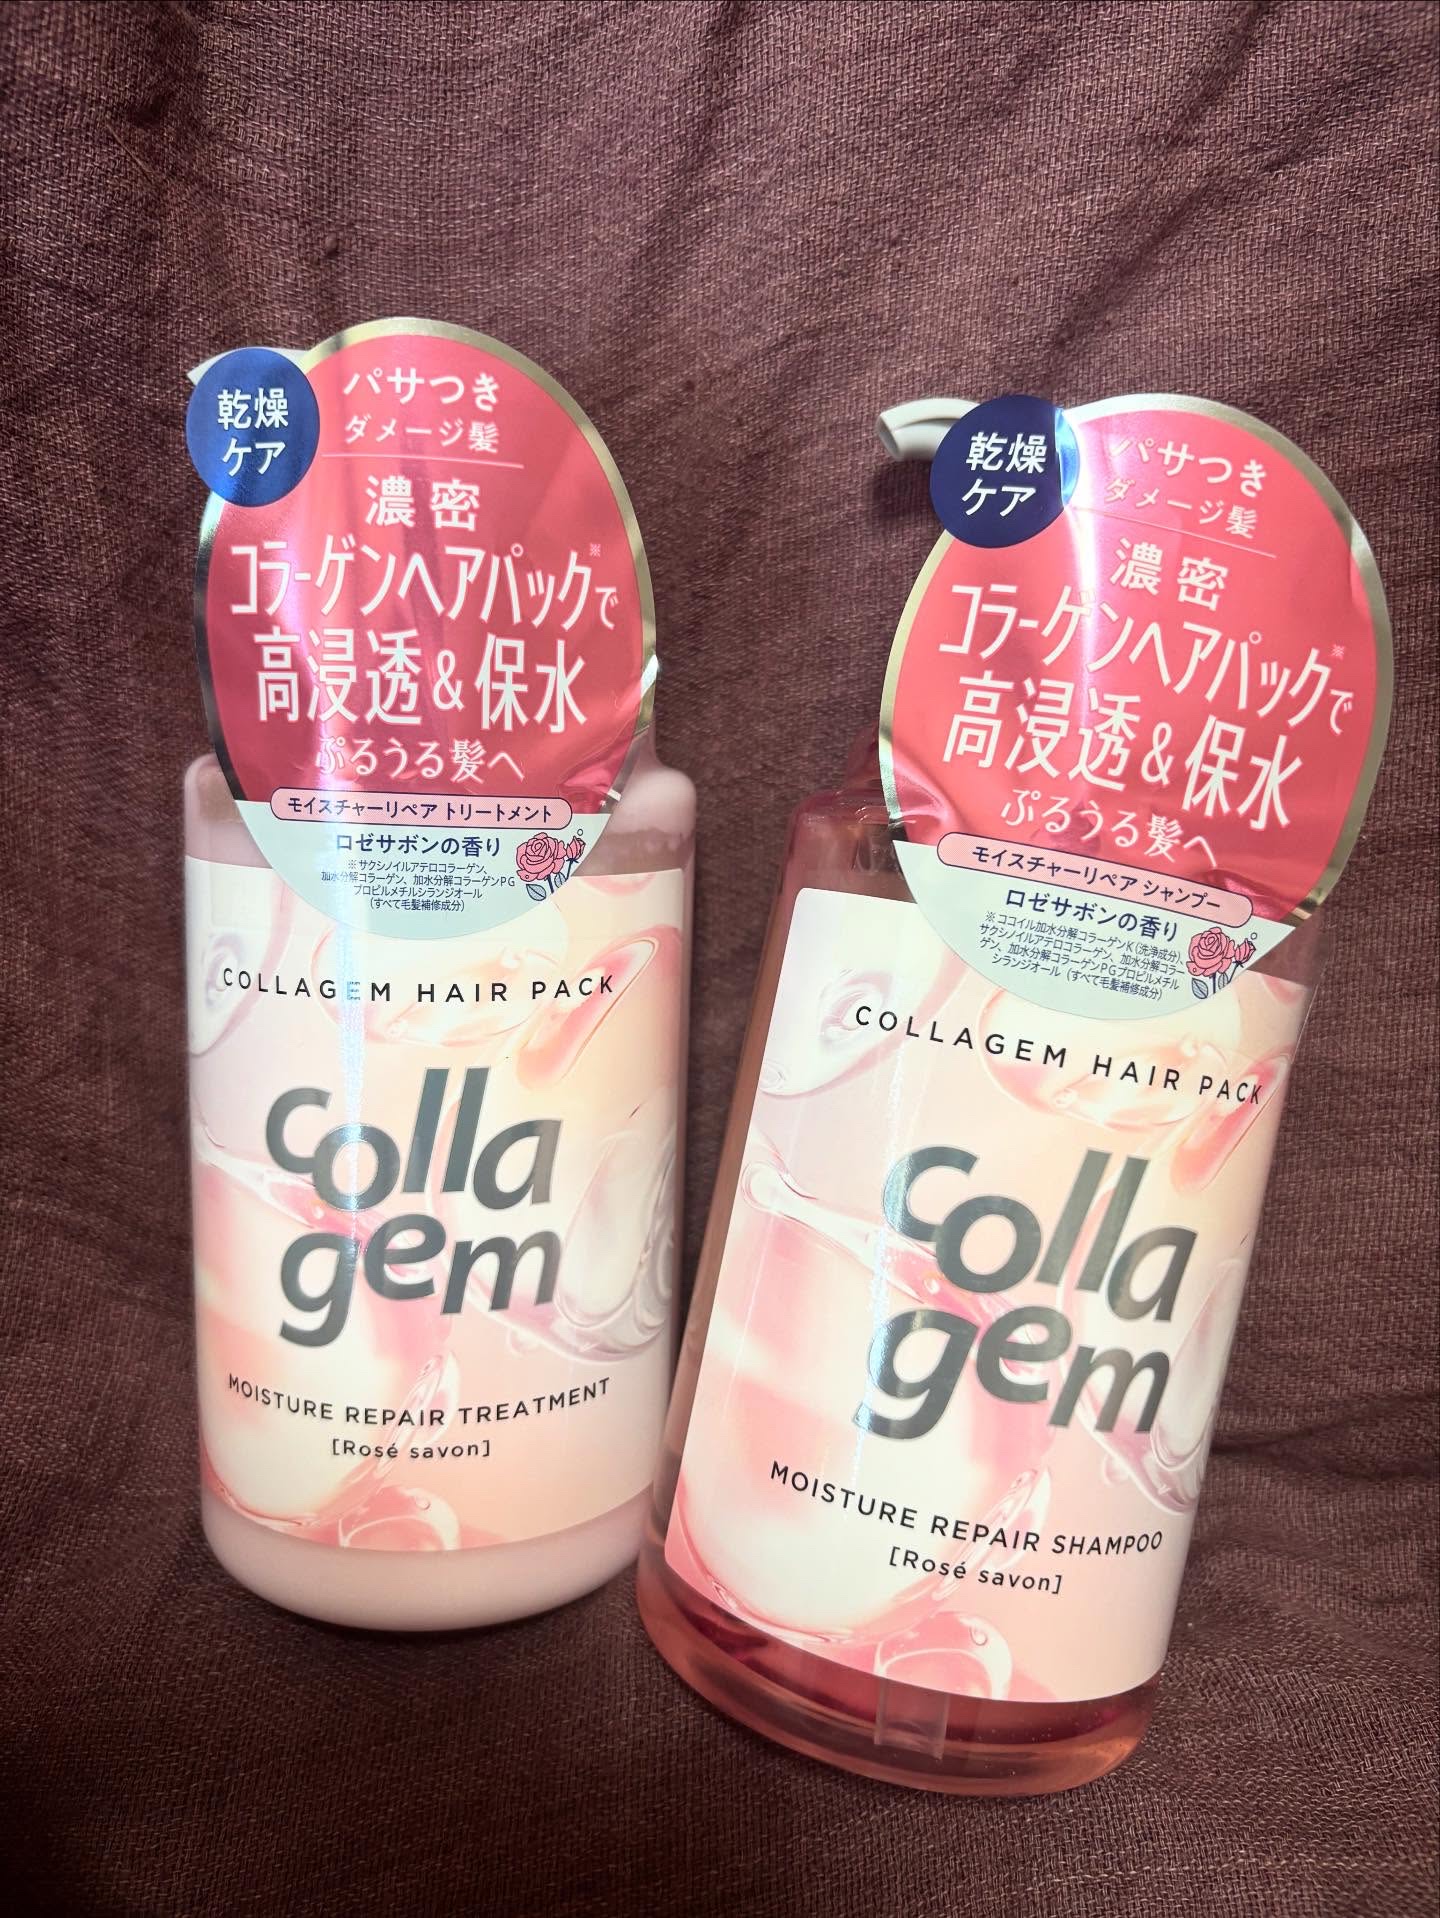 乾燥
ケア
パサつき
ダメージ髪
濃密
コラーゲンヘアパック※で
高浸透&保水
ぷるうる髪へ
モイスチャーリペア トリートメント
ロゼサボンの香り
※サクシノイルアテロコラーゲン、
加水分解コラーゲン、加水分解コラーゲンPG
プロピルメチルシランジオール
(すべて毛髪補修成分)
COLLAGEM HAIR PACK
colla
gem
MOISTURE REPAIR TREATMENT
[Rosé savon]
乾燥
ケア
パサつき
ダメージ髪
濃密
コラーゲンヘアパック※で
高浸透&保水
ぷるうる髪へ
モイスチャーリペア シャンプー
ロゼサボンの香り
※ココイル加水分解コラーゲンK(洗浄成分)、
サクシノイルアテロコラーゲン、加水分解コラー
ゲン、加水分解コラーゲンPGプロピルメチル
シランジオール(すべて毛髪補修成分)
COLLAGEM HAIR PACK
colla
gem
MOISTURE REPAIR SHAMPOO
[Rosé savon]